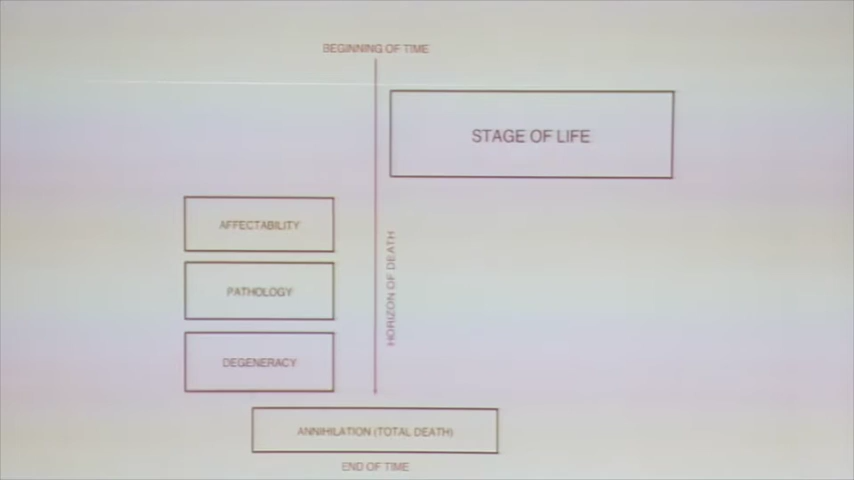 BEGINNING OF TIME
STAGE OF LIFE
AFFECTABILITY
HORIZON OF DEATH
PATHOLOGY
DEGENERACY
ANNIHILATION (TOTAL DEATH)
END OF TIME